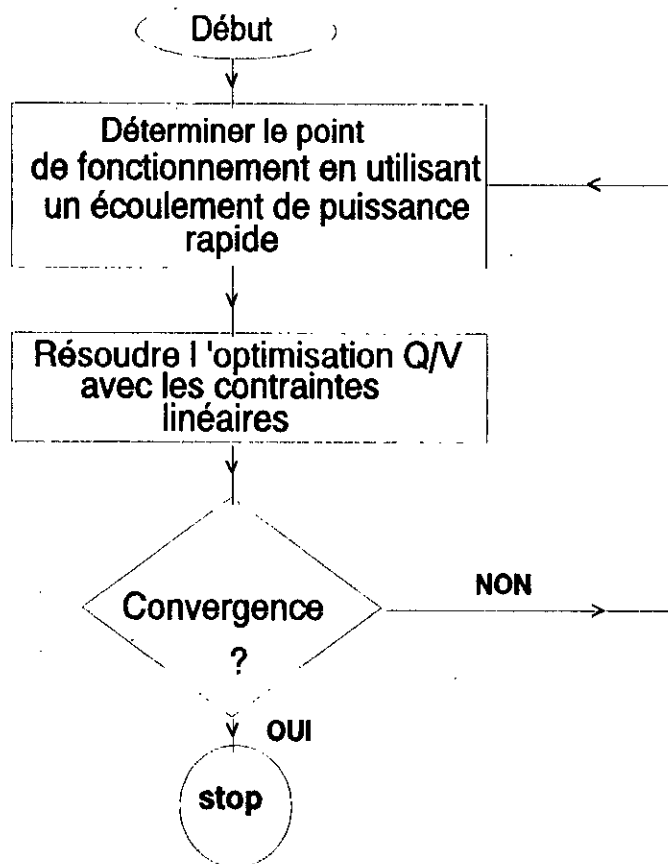 Début
Déterminer le point
de fonctionnement en utilisant
un écoulement de puissance
rapide
Résoudre l 'optimisation Q/V
avec les contraintes
linéaires
Convergence
?
NON
OUI
stop